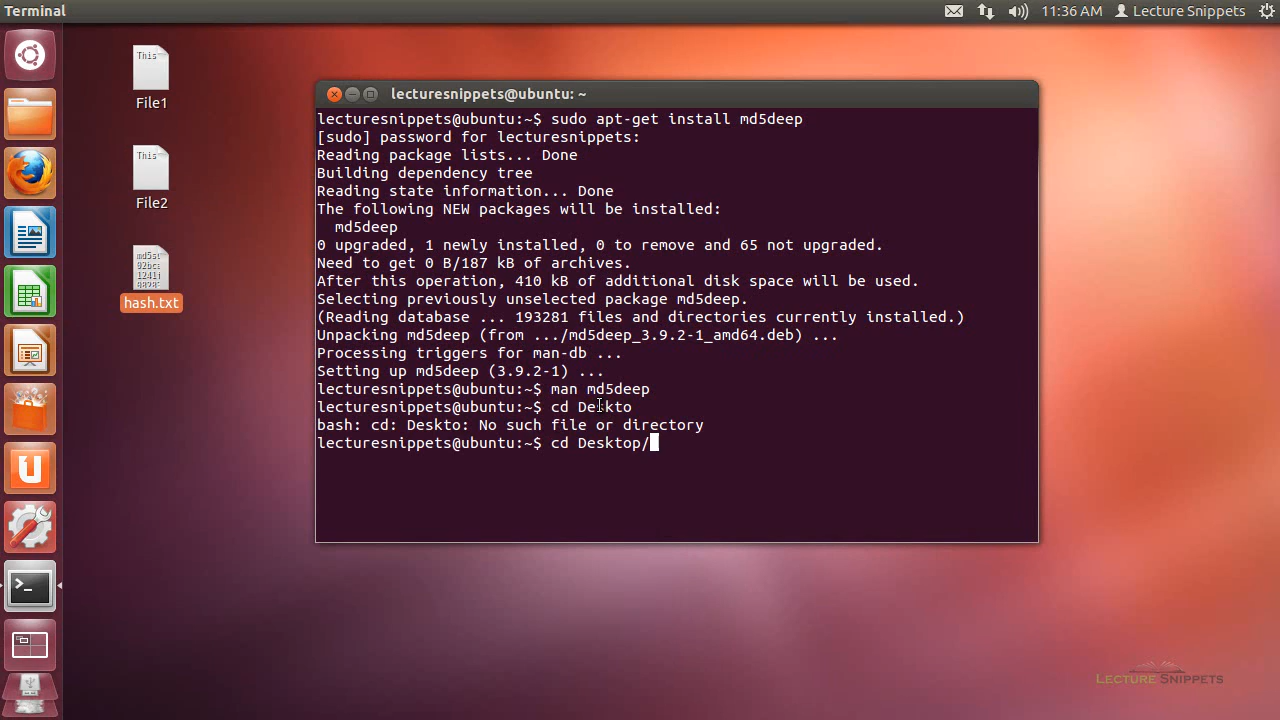 Terminal
11:36 AM
Lecture Snippets
File1
File2
hash.txt
This
This
lecturesnippets@ubuntu: ~
lecturesnippets@ubuntu:~$ sudo apt-get install md5deep
[sudo] password for lecturesnippets:
Reading package lists... Done
Building dependency tree
Reading state information... Done
The following NEW packages will be installed:
md5deep
0 upgraded, 1 newly installed, 0 to remove and 65 not upgraded.
Need to get 0 B/187 kB of archives.
After this operation, 410 kB of additional disk space will be used.
Selecting previously unselected package md5deep.
(Reading database ... 193281 files and directories currently installed.)
Unpacking md5deep (from .../md5deep_3.9.2-1_amd64.deb) ...
Processing triggers for man-db ...
Setting up md5deep (3.9.2-1) ...
lecturesnippets@ubuntu:~$ man md5deep
lecturesnippets@ubuntu:~$ cd Deskto
bash: cd: Deskto: No such file or directory
lecturesnippets@ubuntu:~$ cd Desktop/
LECTURE SNIPPETS